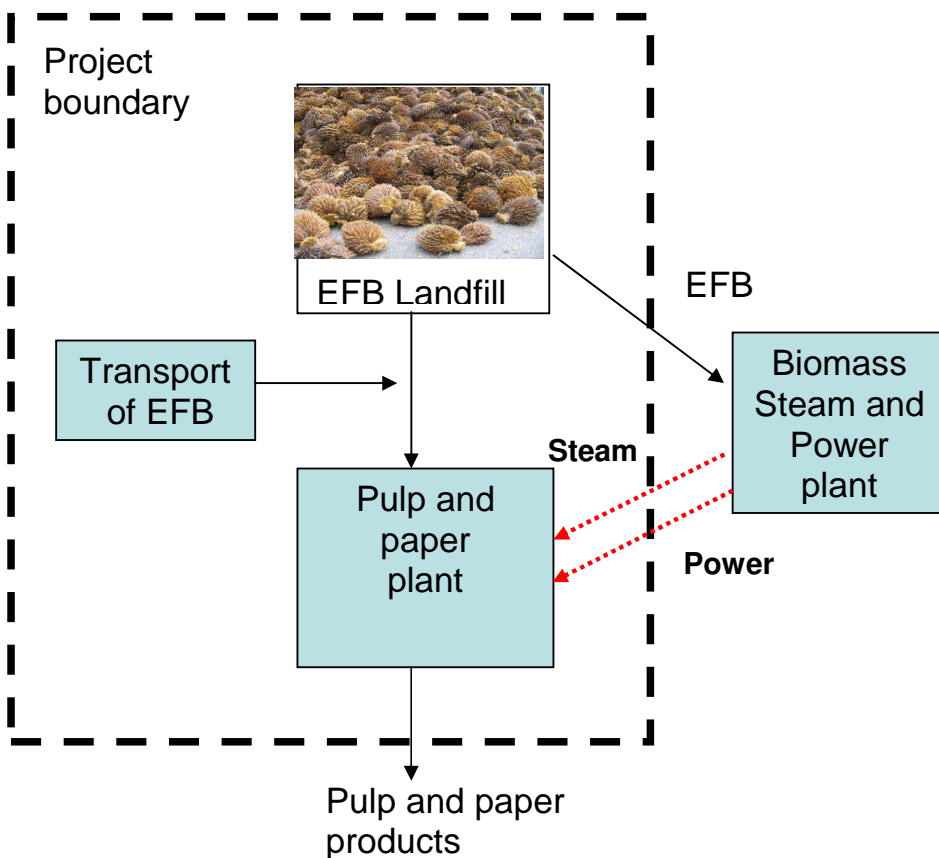 Project
boundary
EFB Landfill
EFB
Transport
of EFB
Biomass
Steam and
Power
plant
Steam
Pulp and
paper
plant
Power
Pulp and paper
products